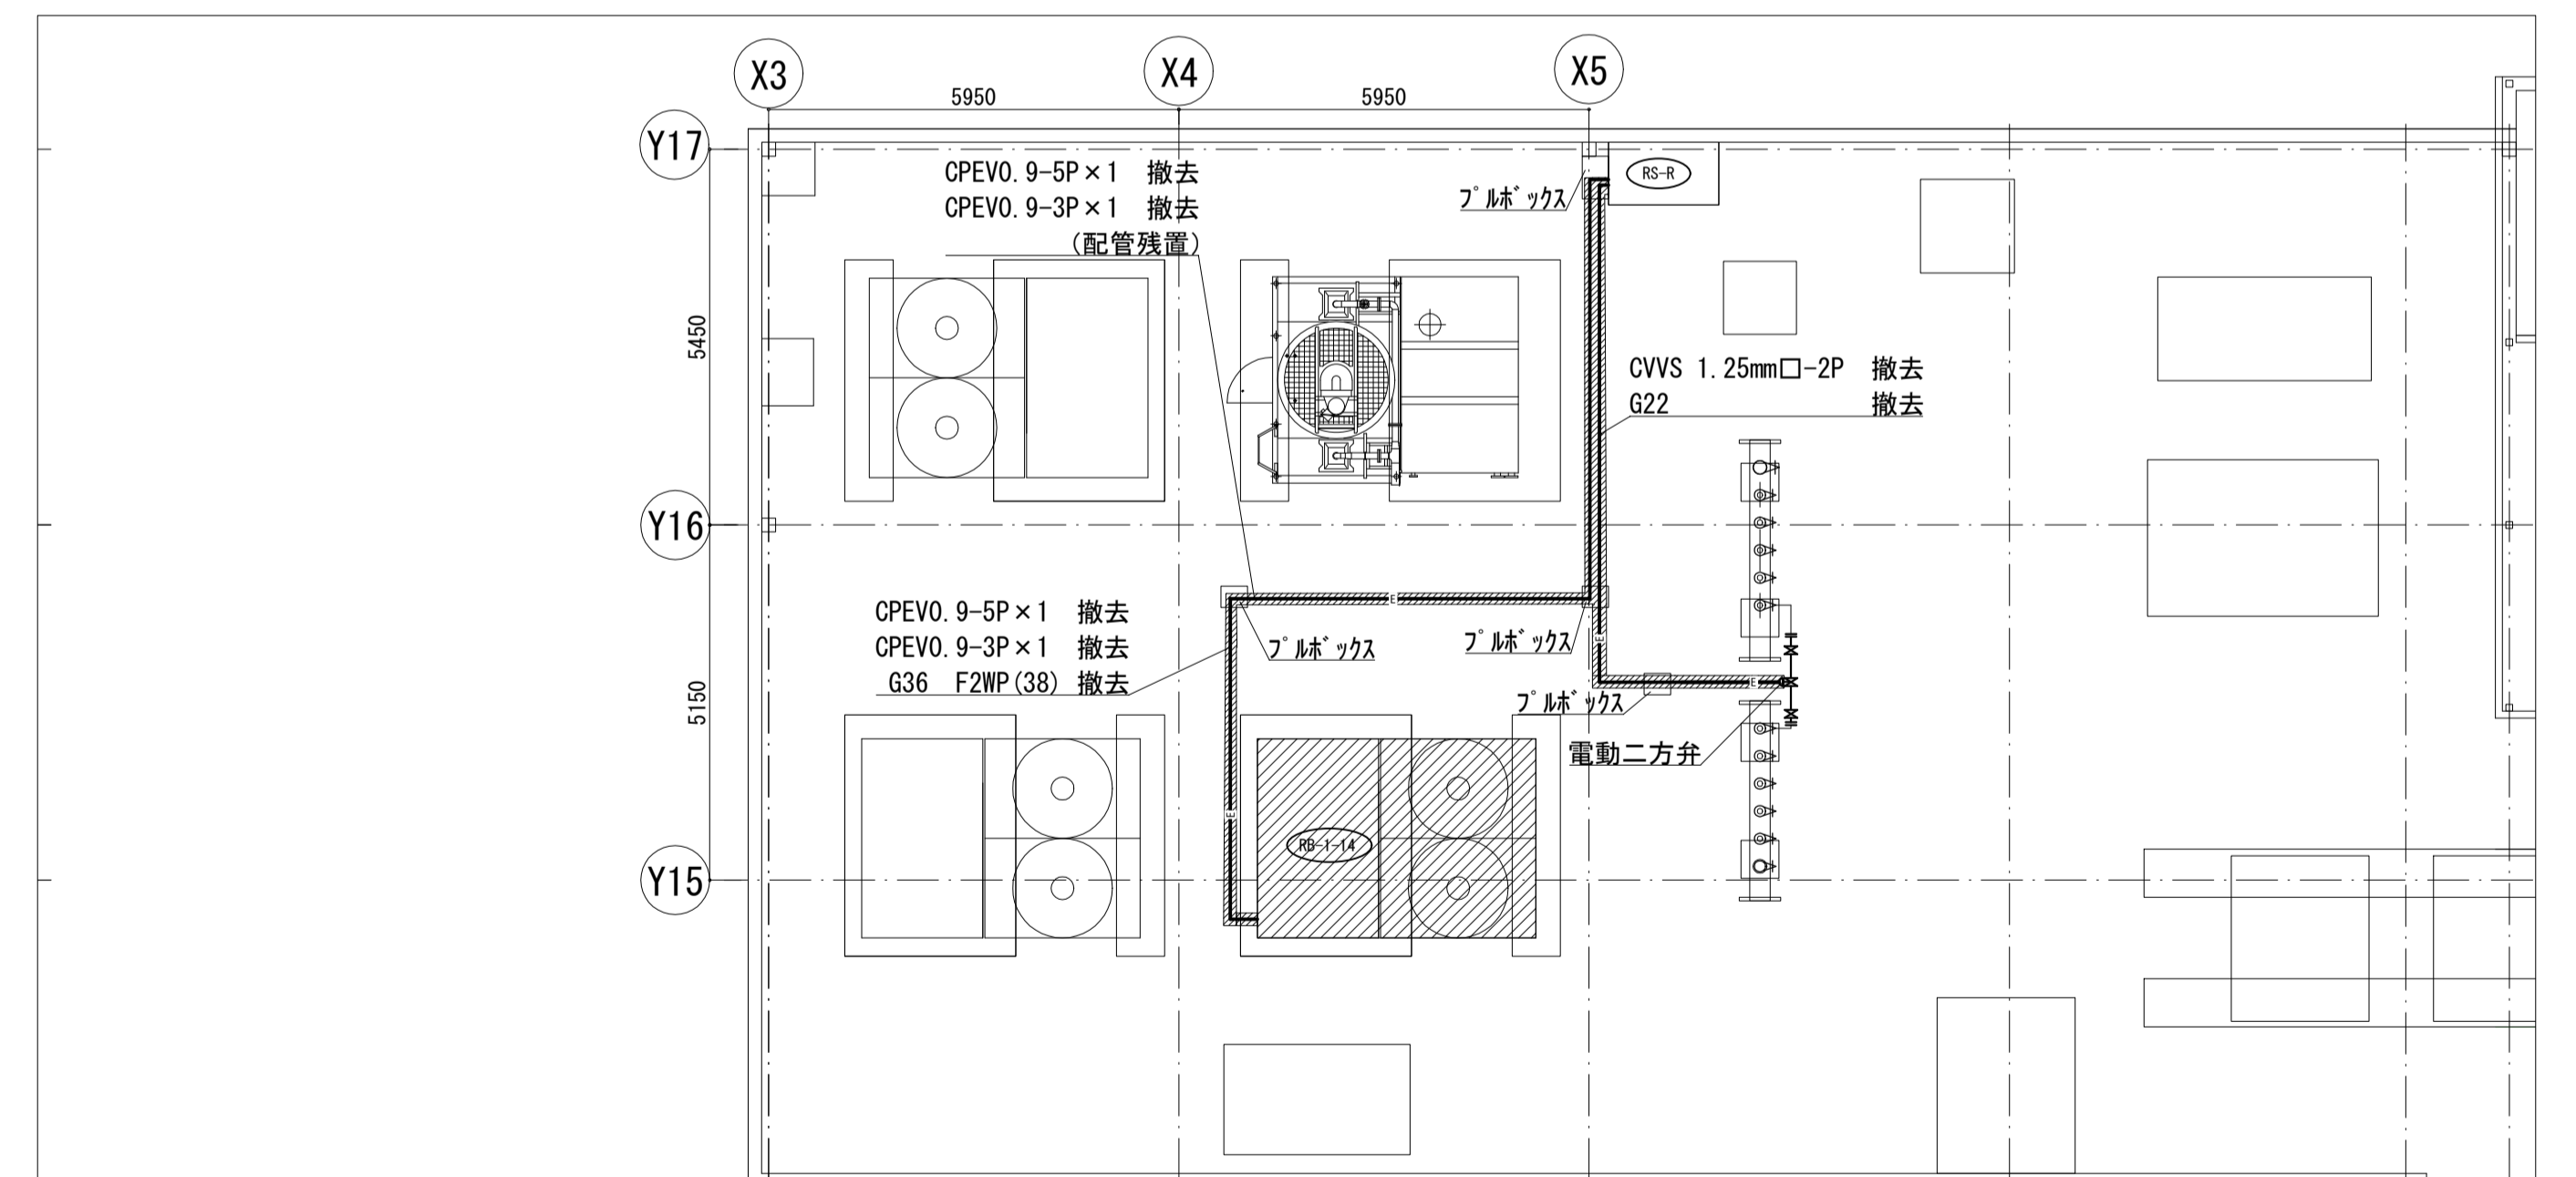 X3
X4
X5
5950
5950
Y17
CPEV0.9-5P×1 撤去
CPEV0.9-3P×1 撤去
(配管残置)
プルボックス
RS-R
5450
CVVS 1.25mm□-2P 撤去
G22 撤去
Y16
E
E
CPEV0.9-5P×1 撤去
CPEV0.9-3P×1 撤去
G36 F2WP(38) 撤去
プルボックス
プルボックス
プルボックス
E
5150
電動二方弁
E
RB-1-14
Y15